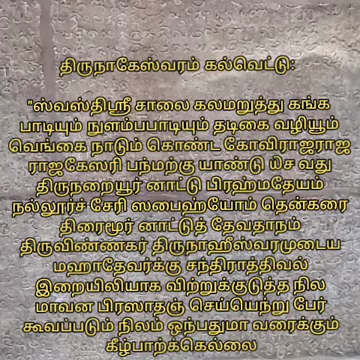 திருநாகேஸ்வரம் கல்வெட்டு:
"ஸ்வஸ்திஸ்ரீ சாலை கலமறுத்து கங்க
பாடியும் நுளம்பபாடியும் தடிகை வழியூம்
வெங்கை நாடும் கொண்ட கோவிராஜராஜ
ராஜகேஸரி பந்மற்கு யாண்டு வது
திருநறையூர் னாட்டு பிரஹ்மதேயம்
நல்லூர்ச் சேரி ஸபைஹ்யோம் தென்கரை
திரைமூர் னாட்டுத் தேவதாநம்
திருவிண்ணகர் திருநாஹீஸ்வரமுடைய
மஹாதேவர்க்கு சந்திராத்திவல்
இறையிலியாக விற்றுக்குடுத்த நில
மாவன பிரஸாதஞ் செய்யென்று பேர்
கூவப்படும் நிலம் ஒந்பதுமா வரைக்கும்
கீழ்பாற்க்கெல்லை